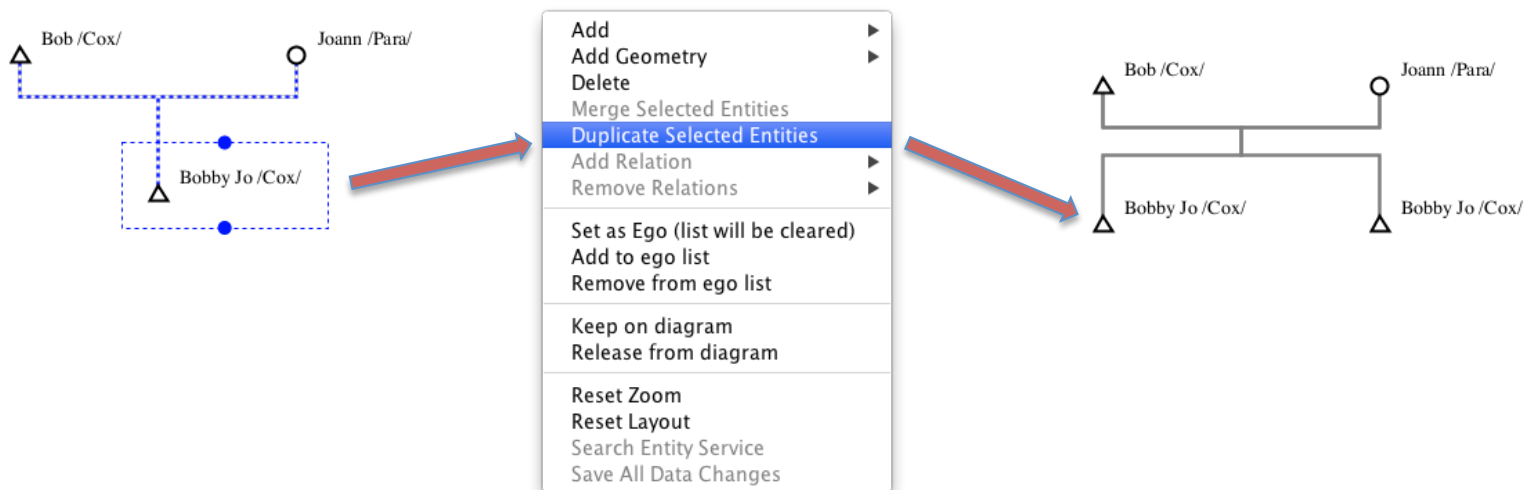 Bob /Cox/
Joann /Para/
Bobby Jo /Cox/
Add
Add Geometry
Delete
Merge Selected Entities
Duplicate Selected Entities
Add Relation
Remove Relations
Set as Ego (list will be cleared)
Add to ego list
Remove from ego list
Keep on diagram
Release from diagram
Reset Zoom
Reset Layout
Search Entity Service
Save All Data Changes
Bob /Cox/
Joann /Para/
Bobby Jo /Cox/
Bobby Jo /Cox/